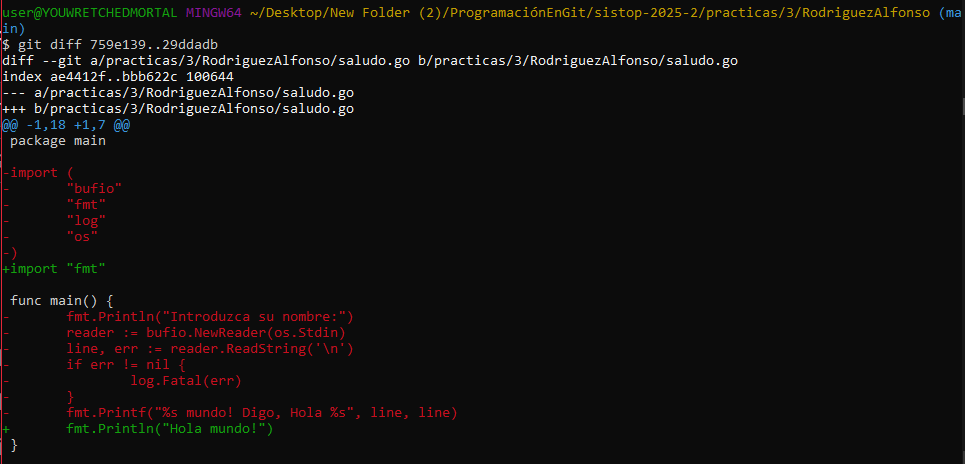 user@YOUWRETCHEDMORTAL MINGW64 ~/Desktop/New Folder (2)/ProgramaciónEnGit/sistop-2025-2/practicas/3/RodriguezAlfonso (ma
in)
$ git diff 759e139..29ddadb
diff --git a/practicas/3/RodriguezAlfonso/saludo.go b/practicas/3/RodriguezAlfonso/saludo.go
index ae4412f..bbb622c 100644
--- a/practicas/3/RodriguezAlfonso/saludo.go
+++ b/practicas/3/RodriguezAlfonso/saludo.go
@@ -1,18 +1,7 @@
 package main

-import (
-       "bufio"
-       "fmt"
-       "log"
-       "os"
-)
+import "fmt"

 func main() {
-       fmt.Println("Introduzca su nombre:")
-       reader := bufio.NewReader(os.Stdin)
-       line, err := reader.ReadString('\n')
-       if err != nil {
-               log.Fatal(err)
-       }
-       fmt.Printf("%s mundo! Digo, Hola %s", line, line)
+       fmt.Println("Hola mundo!")
 }